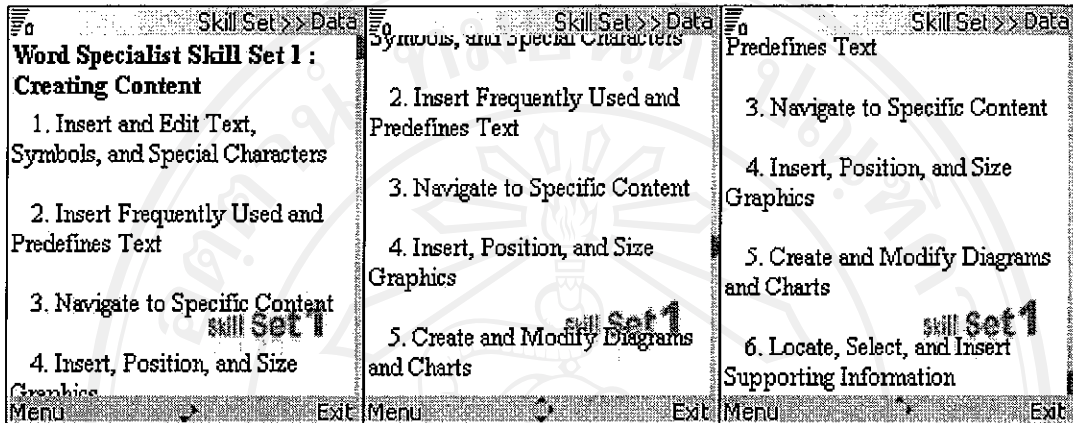 Skill Set >> Data
Word Specialist Skill Set 1 :
Creating Content
1. Insert and Edit Text,
Symbols, and Special Characters
2. Insert Frequently Used and
Predefines Text
3. Navigate to Specific Content
skill Set 1
4. Insert, Position, and Size
Graphics
Menu
Exit
Skill Set >> Data
Symbols, and Special Characters
2. Insert Frequently Used and
Predefines Text
3. Navigate to Specific Content
4. Insert, Position, and Size
Graphics
skill Set 1
5. Create and Modify Diagrams
and Charts
Menu
Exit
Skill Set >> Data
Predefines Text
3. Navigate to Specific Content
4. Insert, Position, and Size
Graphics
5. Create and Modify Diagrams
and Charts
skill Set 1
6. Locate, Select, and Insert
Supporting Information
Menu
Exit